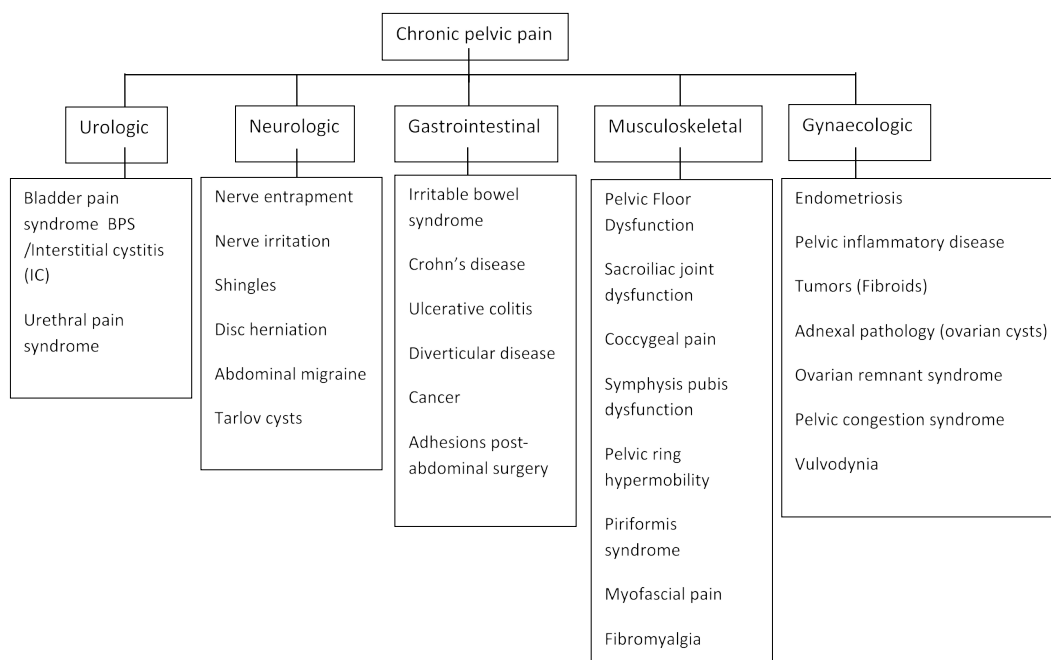 Chronic pelvic pain
Urologic
Neurologic
Gastrointestinal
Musculoskeletal
Gynaecologic
Bladder pain
syndrome BPS
/Interstitial cystitis
(IC)
Urethral pain
syndrome
Nerve entrapment
Nerve irritation
Shingles
Disc herniation
Abdominal migraine
Tarlov cysts
Irritable bowel
syndrome
Crohn’s disease
Ulcerative colitis
Diverticular disease
Cancer
Adhesions post-
abdominal surgery
Pelvic Floor
Dysfunction
Sacroiliac joint
dysfunction
Coccygeal pain
Symphysis pubis
dysfunction
Pelvic ring
hypermobility
Piriformis
syndrome
Myofascial pain
Fibromyalgia
Endometriosis
Pelvic inflammatory disease
Tumors (Fibroids)
Adnexal pathology (ovarian cysts)
Ovarian remnant syndrome
Pelvic congestion syndrome
Vulvodynia